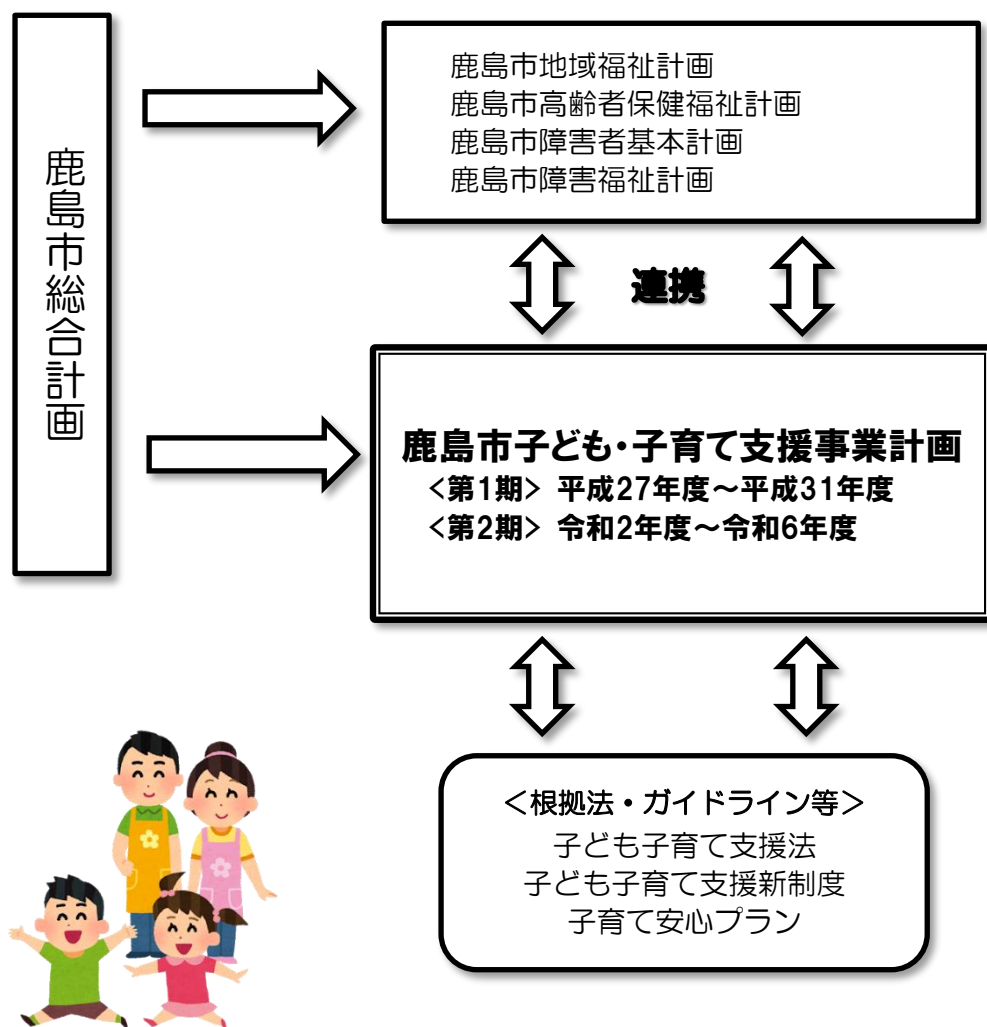 鹿島市総合計画
鹿島市地域福祉計画
鹿島市高齢者保健福祉計画
鹿島市障害者基本計画
鹿島市障害福祉計画
連携
鹿島市子ども・子育て支援事業計画
<第1期> 平成27年度～平成31年度
<第2期> 令和2年度～令和6年度
＜根拠法・ガイドライン等＞
子ども子育て支援法
子ども子育て支援新制度
子育て安心プラン